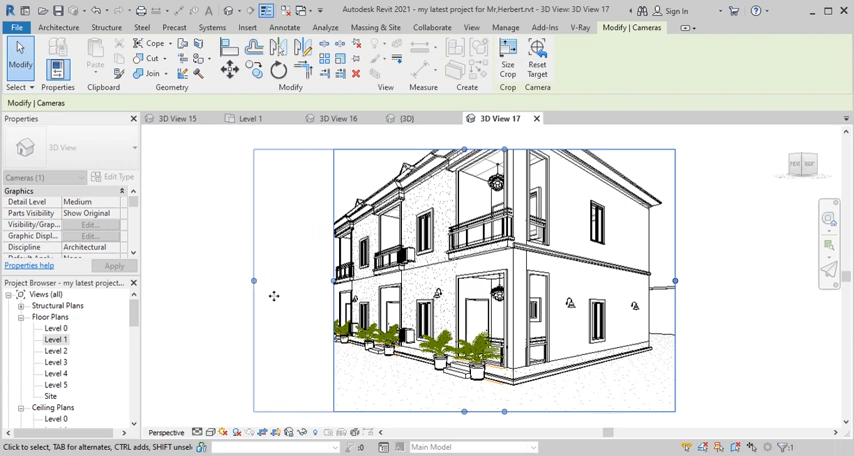 Autodesk Revit 2021 - my latest project for Mr,Herbert.rvt - 3D View: 3D View 17
Sign In
File Architecture Structure Steel Precast Systems Insert Annotate Analyze Massing & Site Collaborate View Manage Add-Ins V-Ray Modify | Cameras
Modify
Properties
Paste
Cope
Cut
Join
Size Crop
Reset Target
Select Properties Clipboard Geometry Modify View Measure Create Crop Camera
Modify | Cameras
Properties
3D View 15 Level 1 3D View 16 {3D} 3D View 17
3D View
Cameras (1)
Edit Type
Graphics
Detail Level Medium
Parts Visibility Show Original
Visibility/Grap... Edit...
Graphic Displ... Edit...
Discipline Architectural
Properties help
Apply
Project Browser - my latest project...
Views (all)
Structural Plans
Floor Plans
Level 0
Level 1
Level 2
Level 3
Level 4
Level 5
Site
Ceiling Plans
Level 0
Perspective
Click to select, TAB for alternates, CTRL adds, SHIFT unsel
:0
Main Model
:1